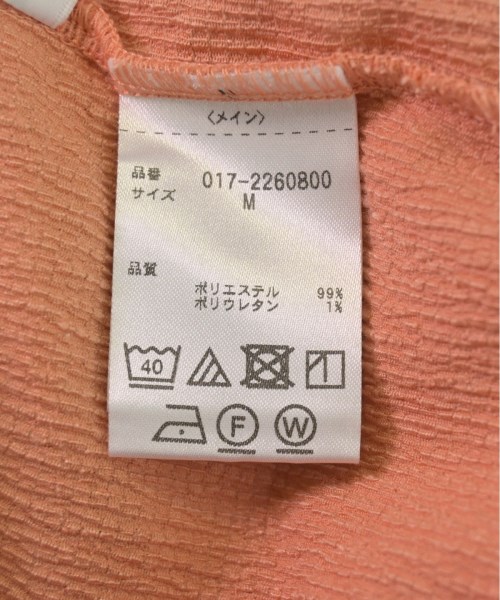 〈メイン〉
品番 017-2260800
サイズ M
品質
ポリエステル 99%
ポリウレタン 1%
40
F W